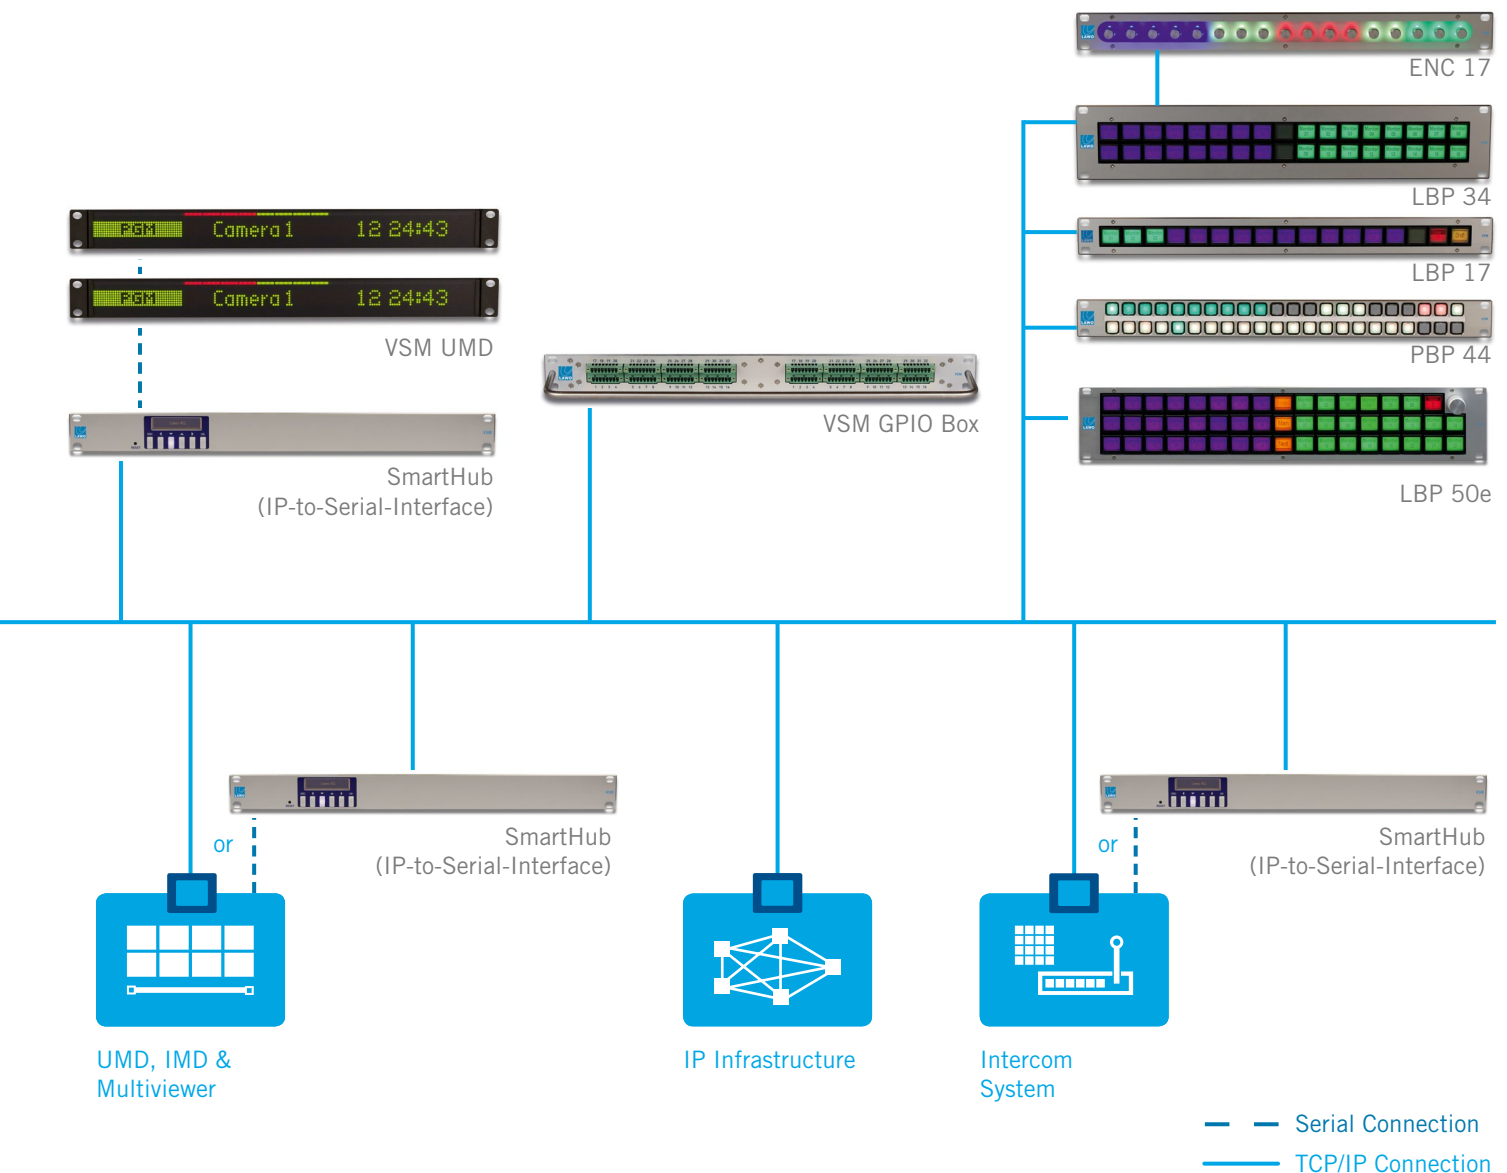 ENC 17
LBP 34
LBP 17
PBP 44
LBP 50e
PGM Camera 1 12 24:43
PGM Camera 1 12 24:43
VSM UMD
VSM GPIO Box
SmartHub
(IP-to-Serial-Interface)
or
SmartHub
(IP-to-Serial-Interface)
or
SmartHub
(IP-to-Serial-Interface)
UMD, IMD &
Multiviewer
IP Infrastructure
Intercom
System
Serial Connection
TCP/IP Connection